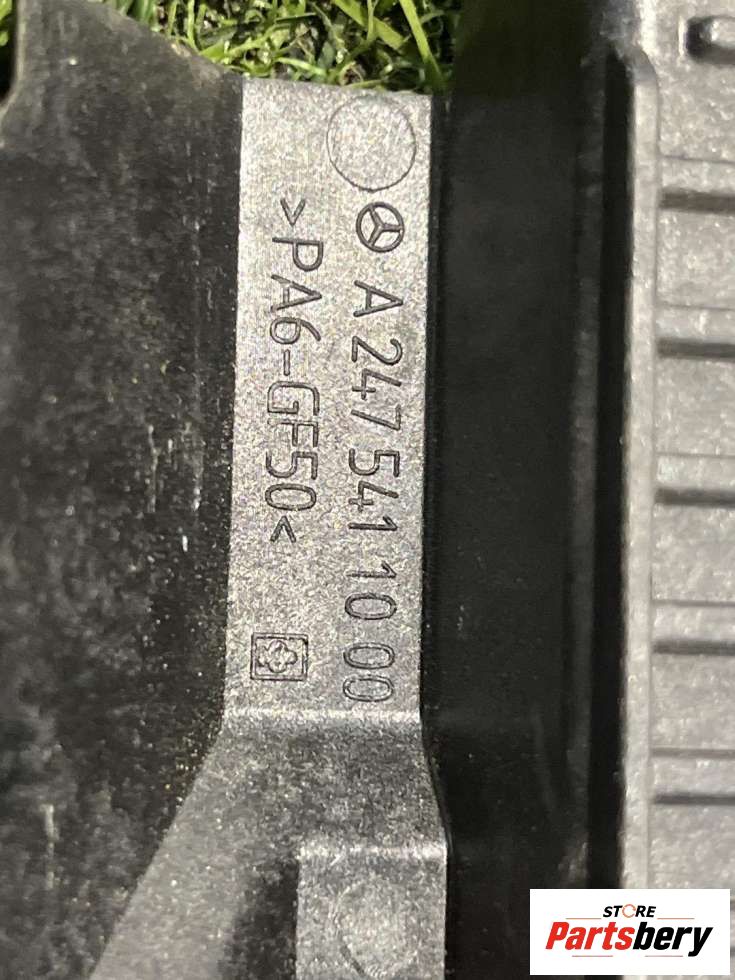 A 247 541 10 00
>PA6-GF50<
STORE
Partsbery